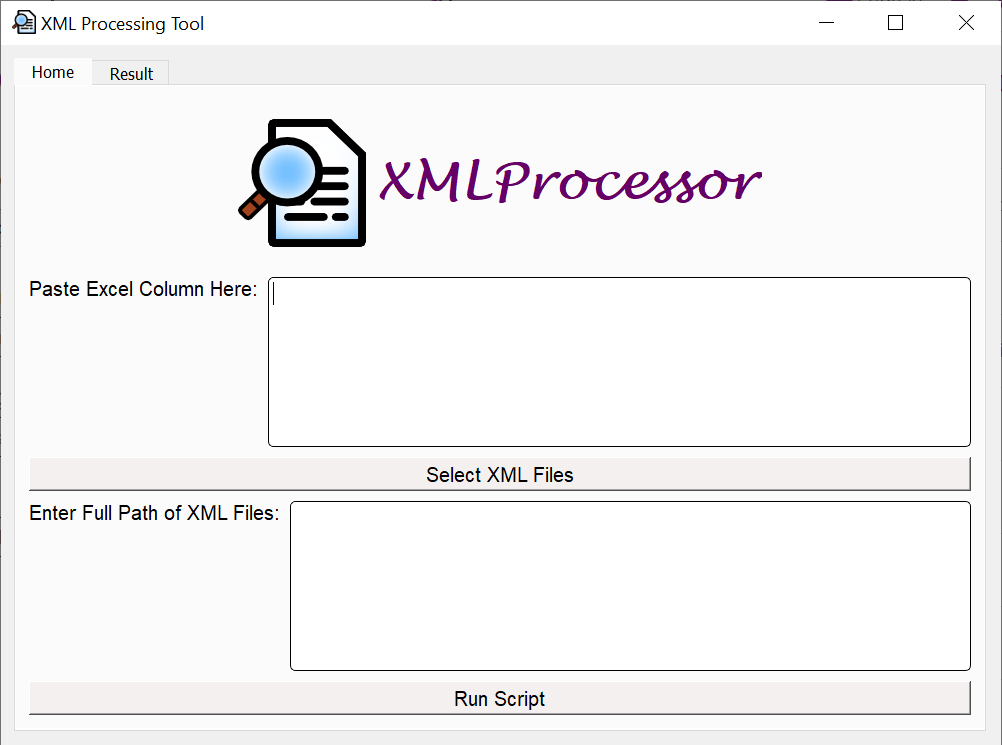 XML Processing Tool
Home Result
XMLProcessor
Paste Excel Column Here:
Select XML Files
Enter Full Path of XML Files:
Run Script